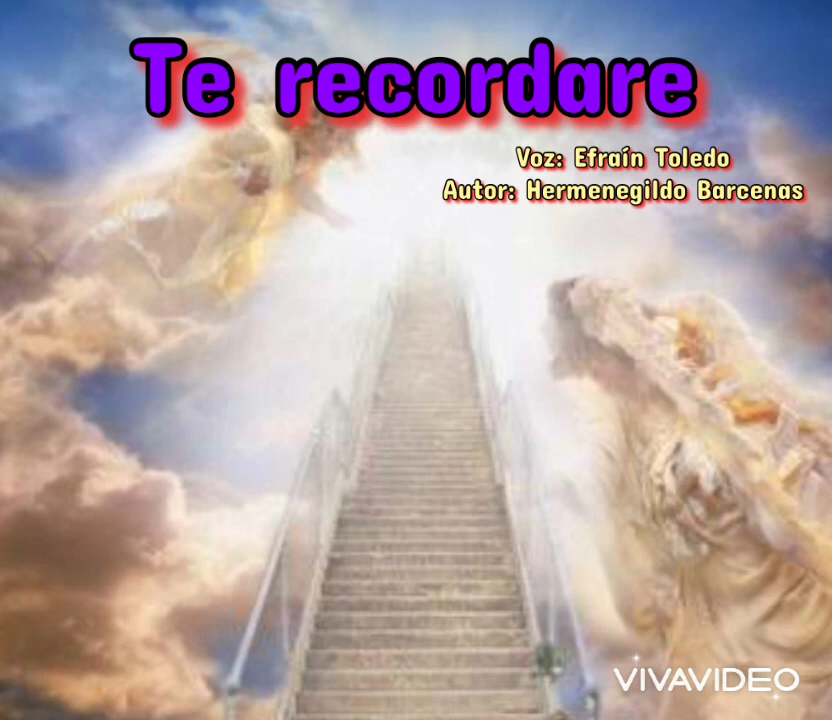 Te recordare
Voz: Efraín Toledo
Autor: Hermenegildo Barcenas
VIVAVIDEO